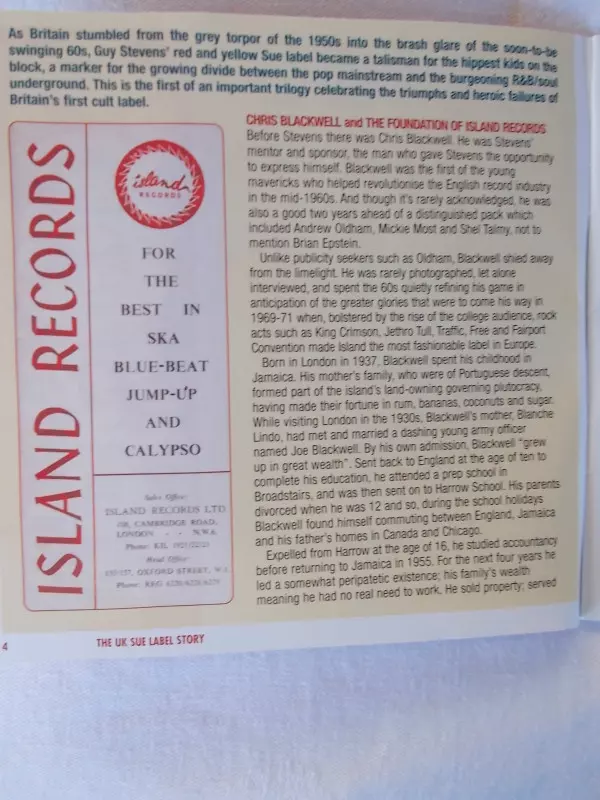 As Britain stumbled from the grey torpor of the 1950s into the brash glare of the soon-to-be
swinging 60s, Guy Stevens' red and yellow Sue label became a talisman for the hippest kids on the
block, a marker for the growing divide between the pop mainstream and the burgeoning R&B/soul
underground. This is the first of an important trilogy celebrating the triumphs and heroic failures of
Britain's first cult label.
ISLAND RECORDS
island
RECORDS
FOR
THE
BEST IN
SKA
BLUE-BEAT
JUMP-UP
AND
CALYPSO
Sales Office:
ISLAND RECORDS LTD
108, CAMBRIDGE ROAD,
LONDON - - N.W.6
Phone: KIL
Head Office:
OXFORD STREET, W.1
Phone: REG
CHRIS BLACKWELL and THE FOUNDATION OF ISLAND RECORDS
Before Stevens there was Chris Blackwell. He was Stevens'
mentor and sponsor, the man who gave Stevens the opportunity
to express himself. Blackwell was the first of the young
mavericks who helped revolutionise the English record industry
in the mid-1960s. And though it's rarely acknowledged, he was
also a good two years ahead of a distinguished pack which
included Andrew Oldham, Mickie Most and Shel Talmy, not to
mention Brian Epstein.
Unlike publicity seekers such as Oldham, Blackwell shied away
from the limelight. He was rarely photographed, let alone
interviewed, and spent the 60s quietly refining his game in
anticipation of the greater glories that were to come his way in
1969-71 when, bolstered by the rise of the college audience, rock
acts such as King Crimson, Jethro Tull, Traffic, Free and Fairport
Convention made Island the most fashionable label in Europe.
Born in London in 1937, Blackwell spent his childhood in
Jamaica. His mother's family, who were of Portuguese descent,
formed part of the island's land-owning governing plutocracy,
having made their fortune in rum, bananas, coconuts and sugar.
While visiting London in the 1930s, Blackwell's mother, Blanche
Lindo, had met and married a dashing young army officer
named Joe Blackwell. By his own admission, Blackwell "grew
up in great wealth". Sent back to England at the age of ten to
complete his education, he attended a prep school in
Broadstairs, and was then sent on to Harrow School. His parents
divorced when he was 12 and so, during the school holidays
Blackwell found himself commuting between England, Jamaica
and his father's homes in Canada and Chicago.
Expelled from Harrow at the age of 16, he studied accountancy
before returning to Jamaica in 1955. For the next four years he
led a somewhat peripatetic existence; his family's wealth
meaning he had no real need to work. He sold property; served
4
THE UK SUE LABEL STORY